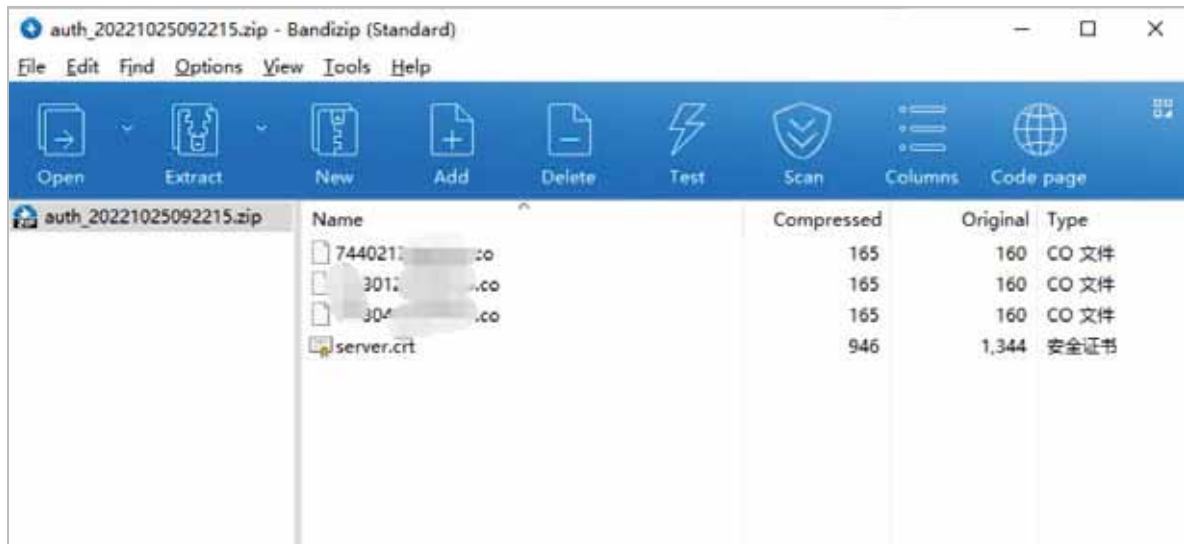 auth_20221025092215.zip - Bandizip (Standard)
File Edit Find Options View Tools Help
Open Extract New Add Delete Test Scan Columns Code page
auth_20221025092215.zip
Name Compressed Original Type
165 160 CO 文件
.co 165 160 CO 文件
.co 165 160 CO 文件
server.crt 946 1,344 安全证书